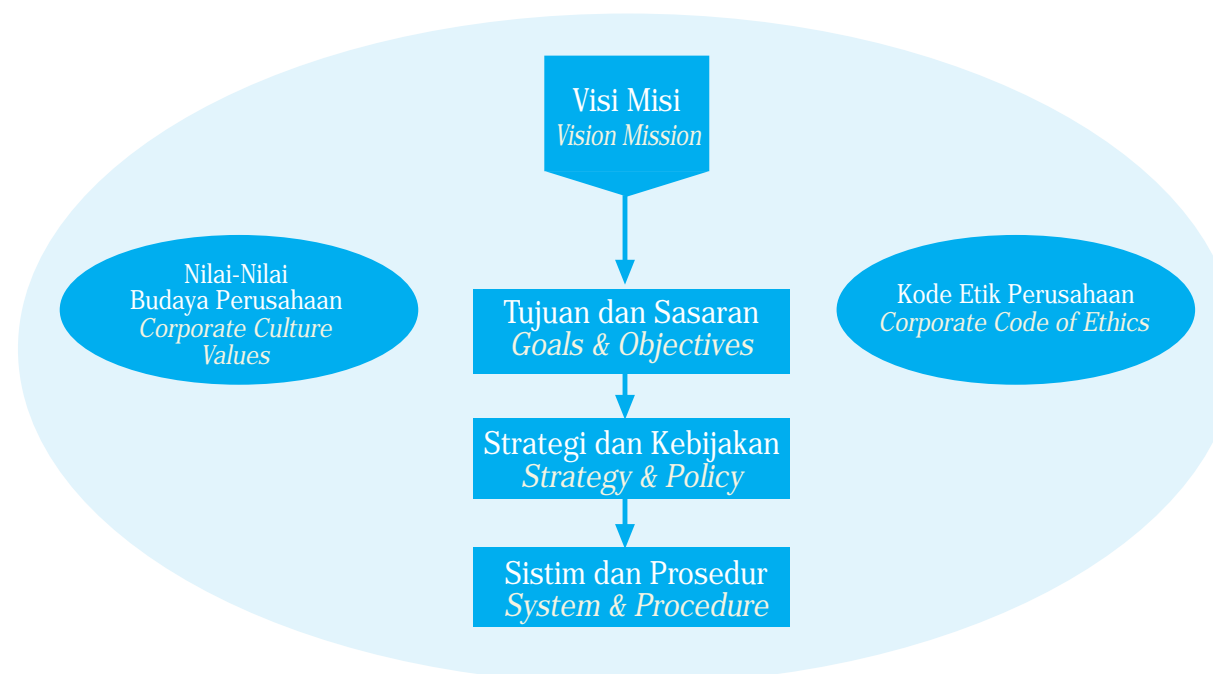 Visi Misi
Vision Mission
Nilai-Nilai
Budaya Perusahaan
Corporate Culture
Values
Kode Etik Perusahaan
Corporate Code of Ethics
Tujuan dan Sasaran
Goals & Objectives
Strategi dan Kebijakan
Strategy & Policy
Sistim dan Prosedur
System & Procedure